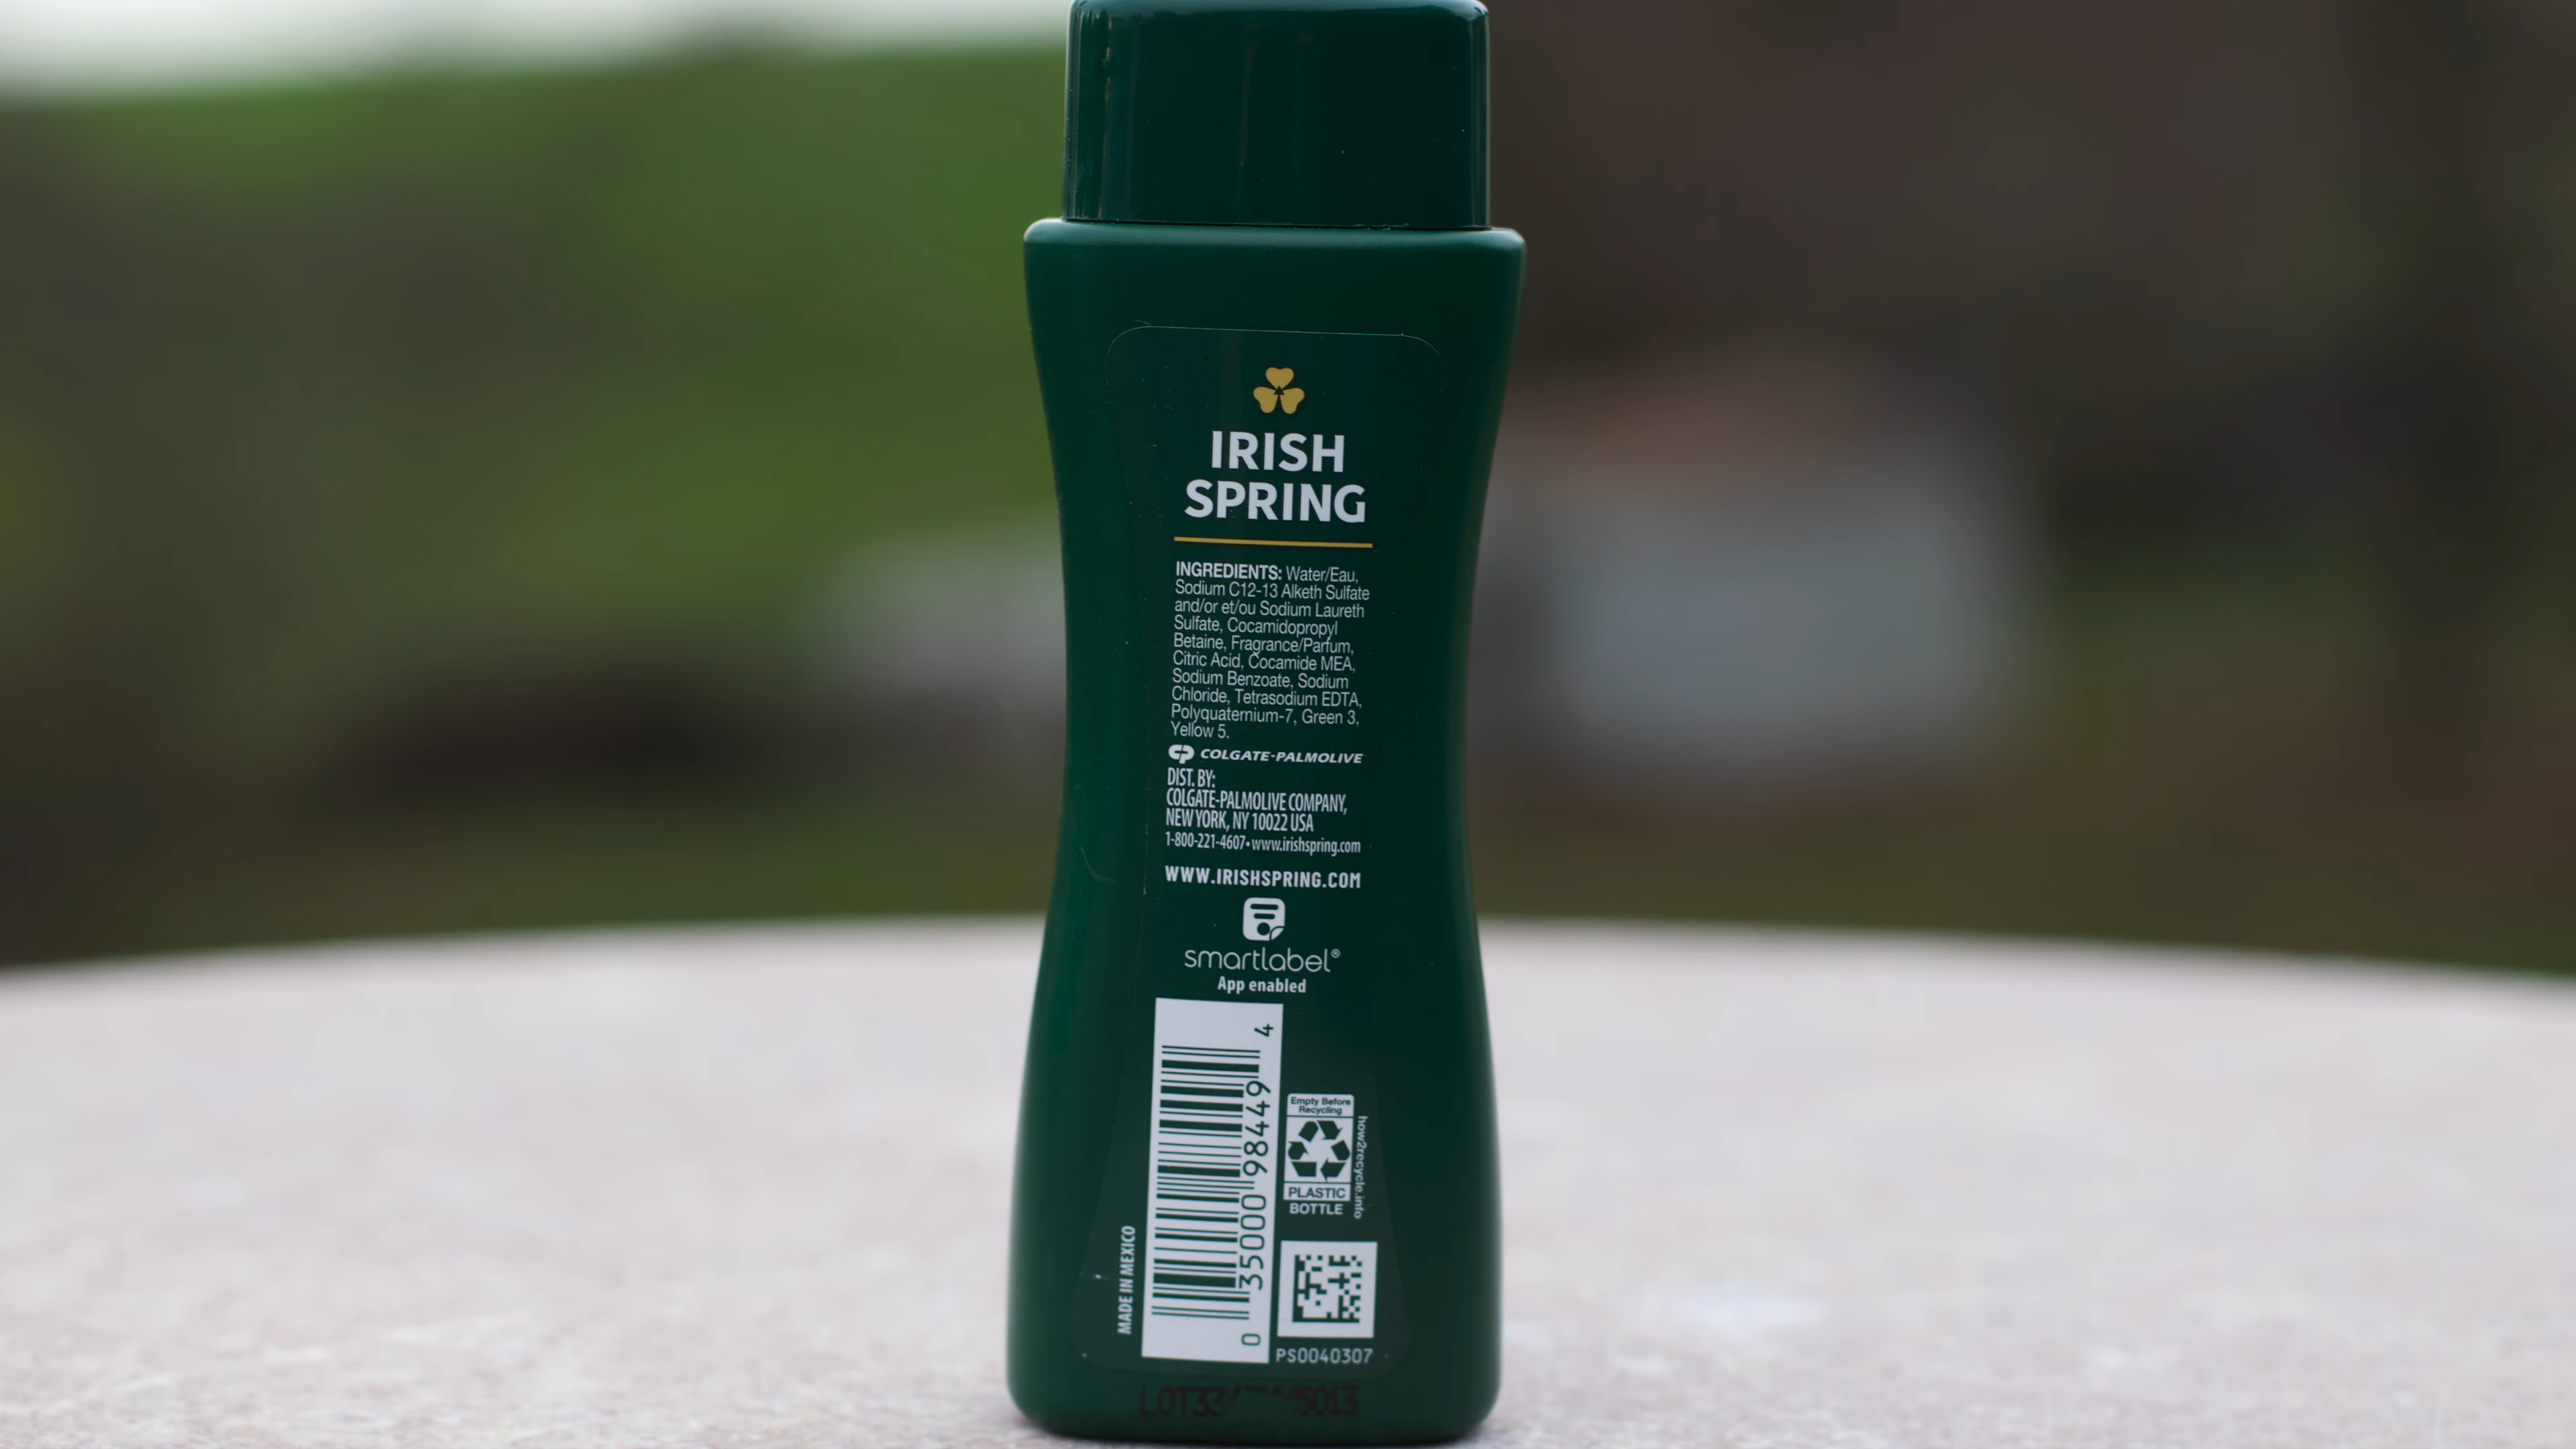 IRISH
SPRING
INGREDIENTS: Water/Eau,
Sodium C12-13 Alketh Sulfate
and/or et/ou Sodium Laureth
Sulfate, Cocamidopropyl
Betaine, Fragrance/Parfum,
Citric Acid, Cocamide MEA,
Sodium Benzoate, Sodium
Chloride, Tetrasodium EDTA,
Polyquaternium-7, Green 3,
Yellow 5.
CP COLGATE-PALMOLIVE
DIST. BY:
COLGATE-PALMOLIVE COMPANY,
NEW YORK, NY 10022 USA
1-800-221-4607•www.irishspring.com
WWW.IRISHSPRING.COM
smartlabel®
App enabled
MADE IN MEXICO
0 35000 98449 4
Empty Before
Recycling
PLASTIC
BOTTLE
how2recycle.info
PS0040307